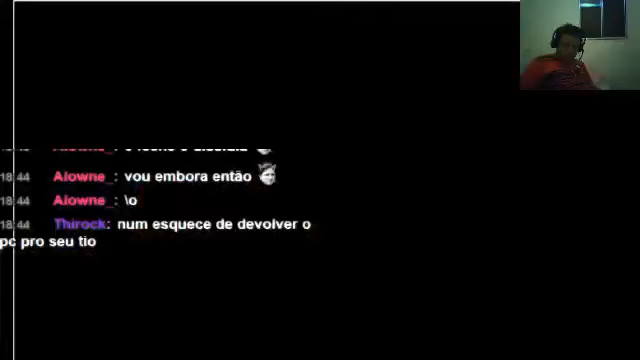 18:44 Alowne_: vou embora então
18:44 Alowne_: \o
18:44 Thirock: num esquece de devolver o
pc pro seu tio